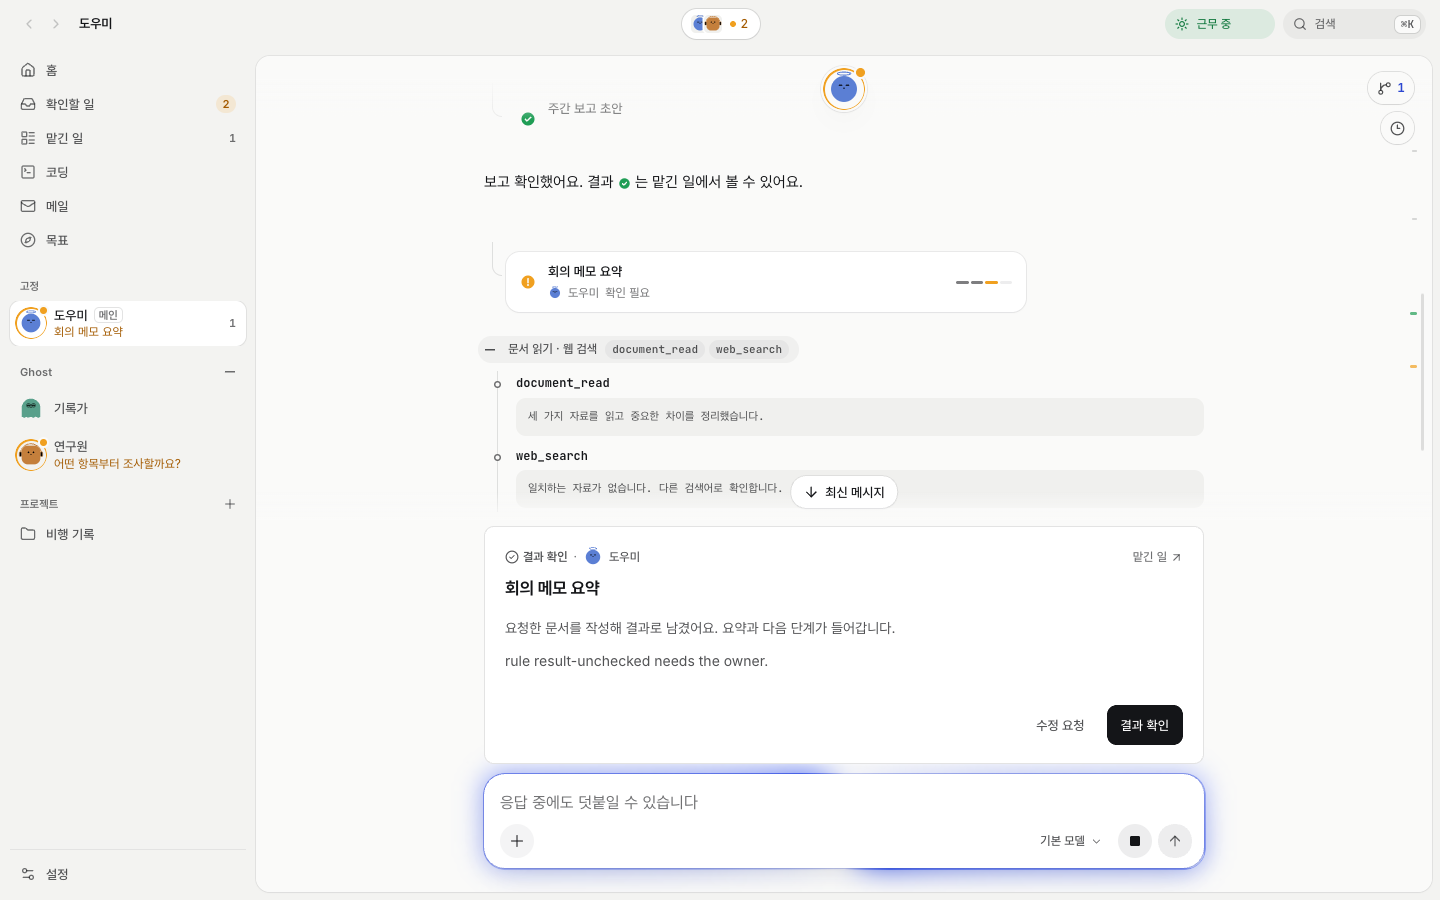 도우미
2
근무 중
검색
⌘K
홈
확인할 일
2
맡긴 일
1
코딩
메일
목표
고정
도우미 메인
회의 메모 요약
1
Ghost
기록가
연구원
어떤 항목부터 조사할까요?
프로젝트
비행 기록
설정
1
주간 보고 초안
보고 확인했어요. 결과 는 맡긴 일에서 볼 수 있어요.
회의 메모 요약
도우미 확인 필요
문서 읽기 · 웹 검색 document_read web_search
document_read
세 가지 자료를 읽고 중요한 차이를 정리했습니다.
web_search
일치하는 자료가 없습니다. 다른 검색어로 확인합니다.
최신 메시지
결과 확인 · 도우미
맡긴 일
회의 메모 요약
요청한 문서를 작성해 결과로 남겼어요. 요약과 다음 단계가 들어갑니다.
rule result-unchecked needs the owner.
수정 요청
결과 확인
응답 중에도 덧붙일 수 있습니다
기본 모델